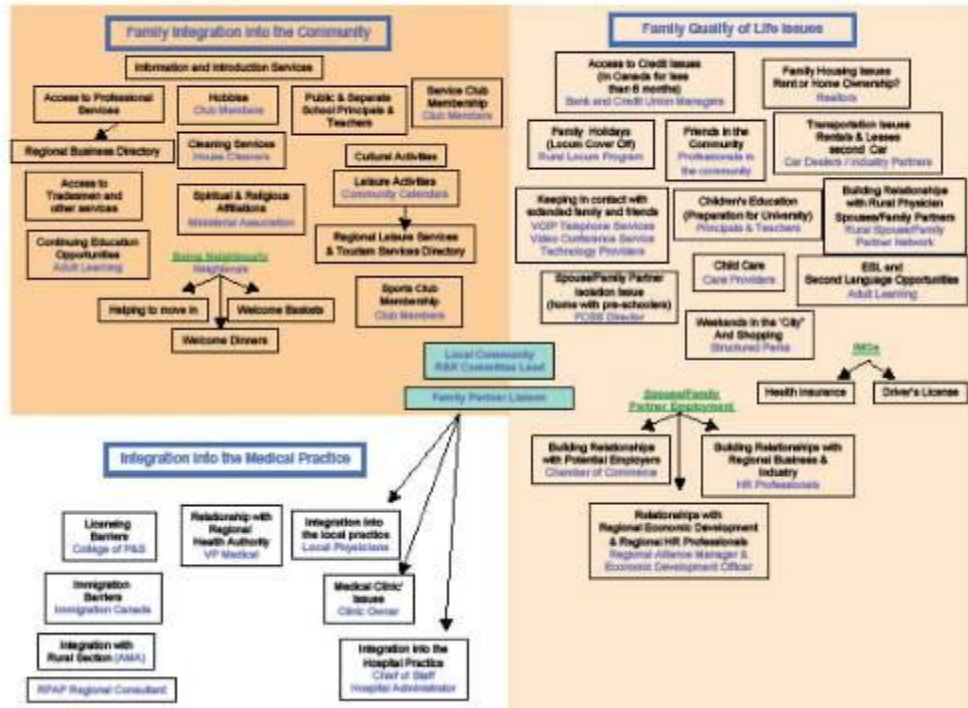 Family Integration into the Community
Information and Introduction Services
Access to Professional
Services
Hobbies
Club Members
Public & Separate
School Principals &
Teachers
Service Club
Membership
Club Members
Regional Business Directory
Cleaning Services
House Cleaners
Cultural Activities
Access to
Tradesmen and
other services
Spiritual & Religious
Affiliations
Ministerial Association
Leisure Activities
Community Calendars
Continuing Education
Opportunities
Adult Learning
Being Neighbourly
Neighbours
Regional Leisure Services
& Tourism Services Directory
Helping to move in
Welcome Baskets
Welcome Dinners
Sports Club
Membership
Club Members
Family Quality of Life Issues
Access to Credit Issues
(In Canada for less
than 6 months)
Bank and Credit Union Managers
Family Housing Issues
Rent or Home Ownership?
Realtors
Family Holidays
(Locum Cover Off)
Rural Locum Program
Friends in the
Community
Professionals in
the community
Transportation Issues
Rentals & Leases
second Car
Car Dealers / Industry Partners
Keeping in contact with
extended family and friends
VOIP Telephone Services
Video Conference Service
Technology Providers
Children's Education
(Preparation for University)
Principals & Teachers
Building Relationships
with Rural Physician
Spouses/Family Partners
Rural Spouse/Family
Partner Network
Spouse/Family Partner
Isolation Issue
(home with pre-schoolers)
FCSS Director
Child Care
Care Providers
ESL and
Second Language Opportunities
Adult Learning
Weekends in the "City"
And Shopping
Structured Perks
IMGs
Health Insurance
Driver's License
Spouse/Family
Partner Employment
Building Relationships
with Potential Employers
Chamber of Commerce
Building Relationships with
Regional Business &
Industry
HR Professionals
Relationships with
Regional Economic Development
& Regional HR Professionals
Regional Alliance Manager &
Economic Development Officer
Local Community
R&R Committee Lead
Family Partner Liaison
Integration into the Medical Practice
Licensing
Barriers
College of P&S
Relationship with
Regional
Health Authority
VP Medical
Integration into
the local practice
Local Physicians
Immigration
Barriers
Immigration Canada
Medical Clinic'
Issues
Clinic Owner
Integration with
Rural Section (AMA)
Integration into the
Hospital Practice
Chief of Staff
Hospital Administrator
RPAP Regional Consultant